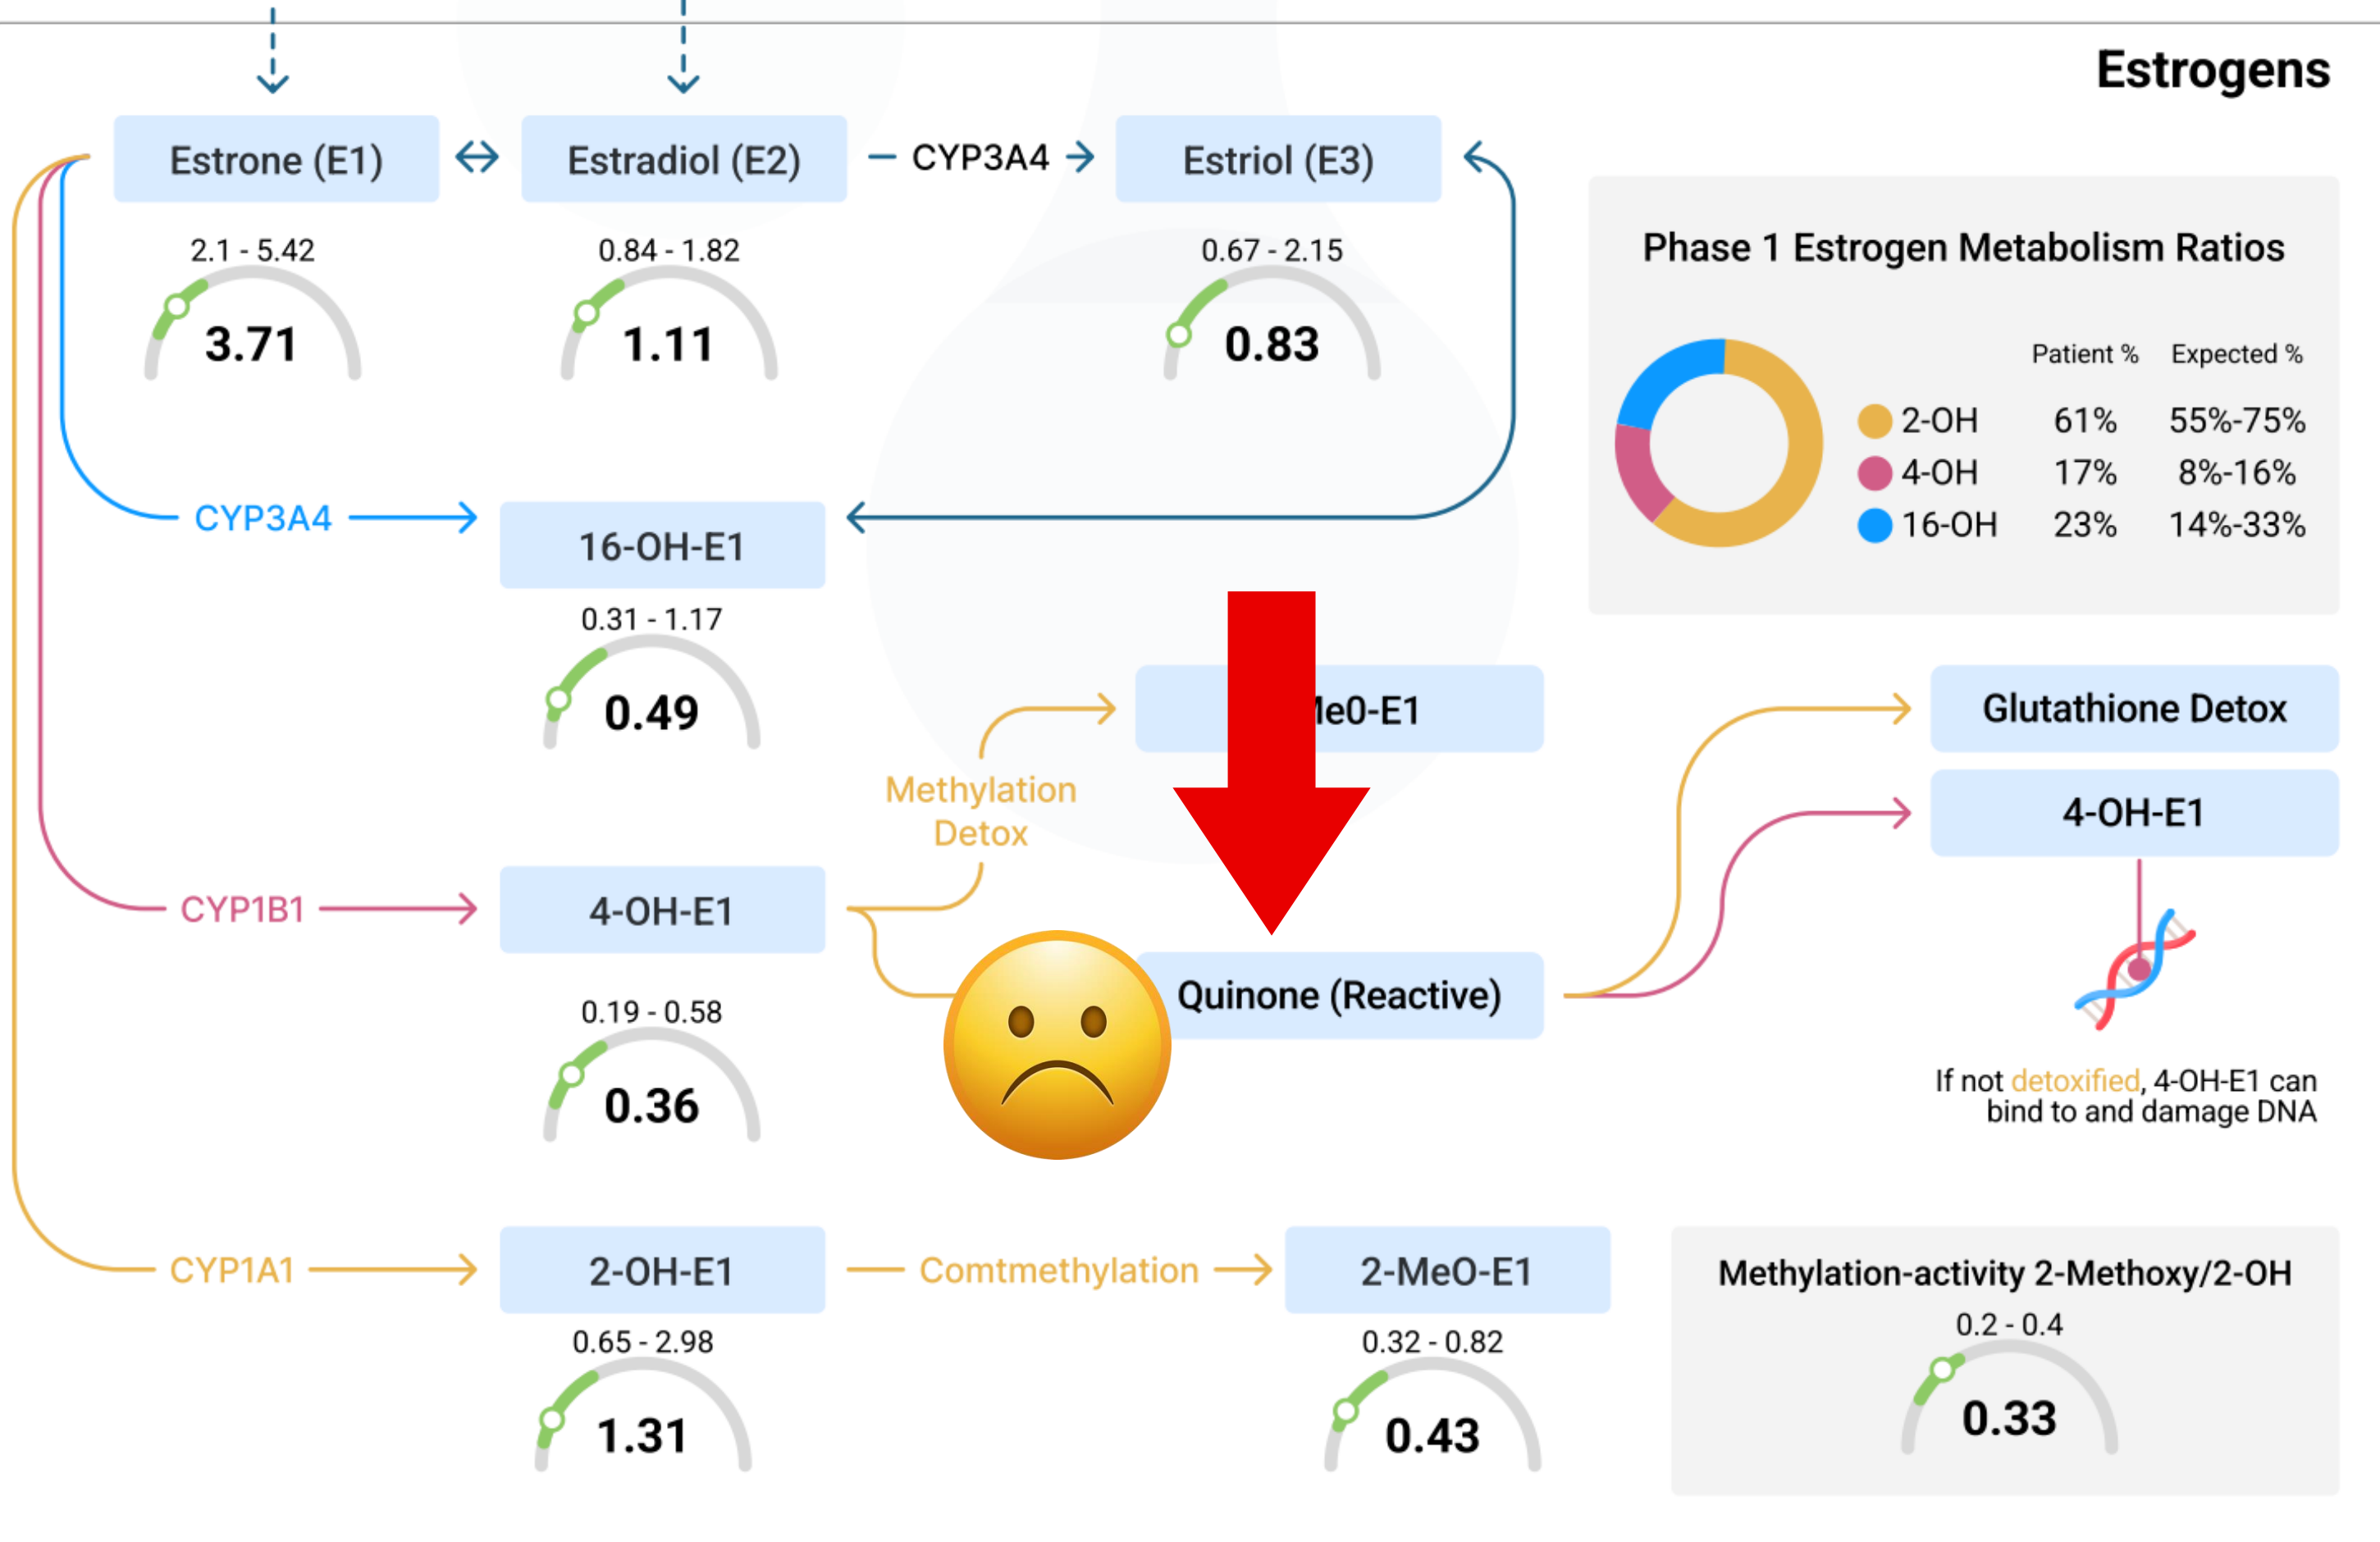 Estrogens
Estrone (E1)
Estradiol (E2)
CYP3A4
Estriol (E3)
2.1 - 5.42
3.71
0.84 - 1.82
1.11
0.67 - 2.15
0.83
Phase 1 Estrogen Metabolism Ratios
Patient % Expected %
2-OH 61% 55%-75%
4-OH 17% 8%-16%
16-OH 23% 14%-33%
CYP3A4
16-OH-E1
0.31 - 1.17
0.49
Me0-E1
Glutathione Detox
Methylation
Detox
4-OH-E1
CYP1B1
4-OH-E1
Quinone (Reactive)
0.19 - 0.58
0.36
If not detoxified, 4-OH-E1 can
bind to and damage DNA
CYP1A1
2-OH-E1
Comtmethylation
2-MeO-E1
0.65 - 2.98
1.31
0.32 - 0.82
0.43
Methylation-activity 2-Methoxy/2-OH
0.2 - 0.4
0.33